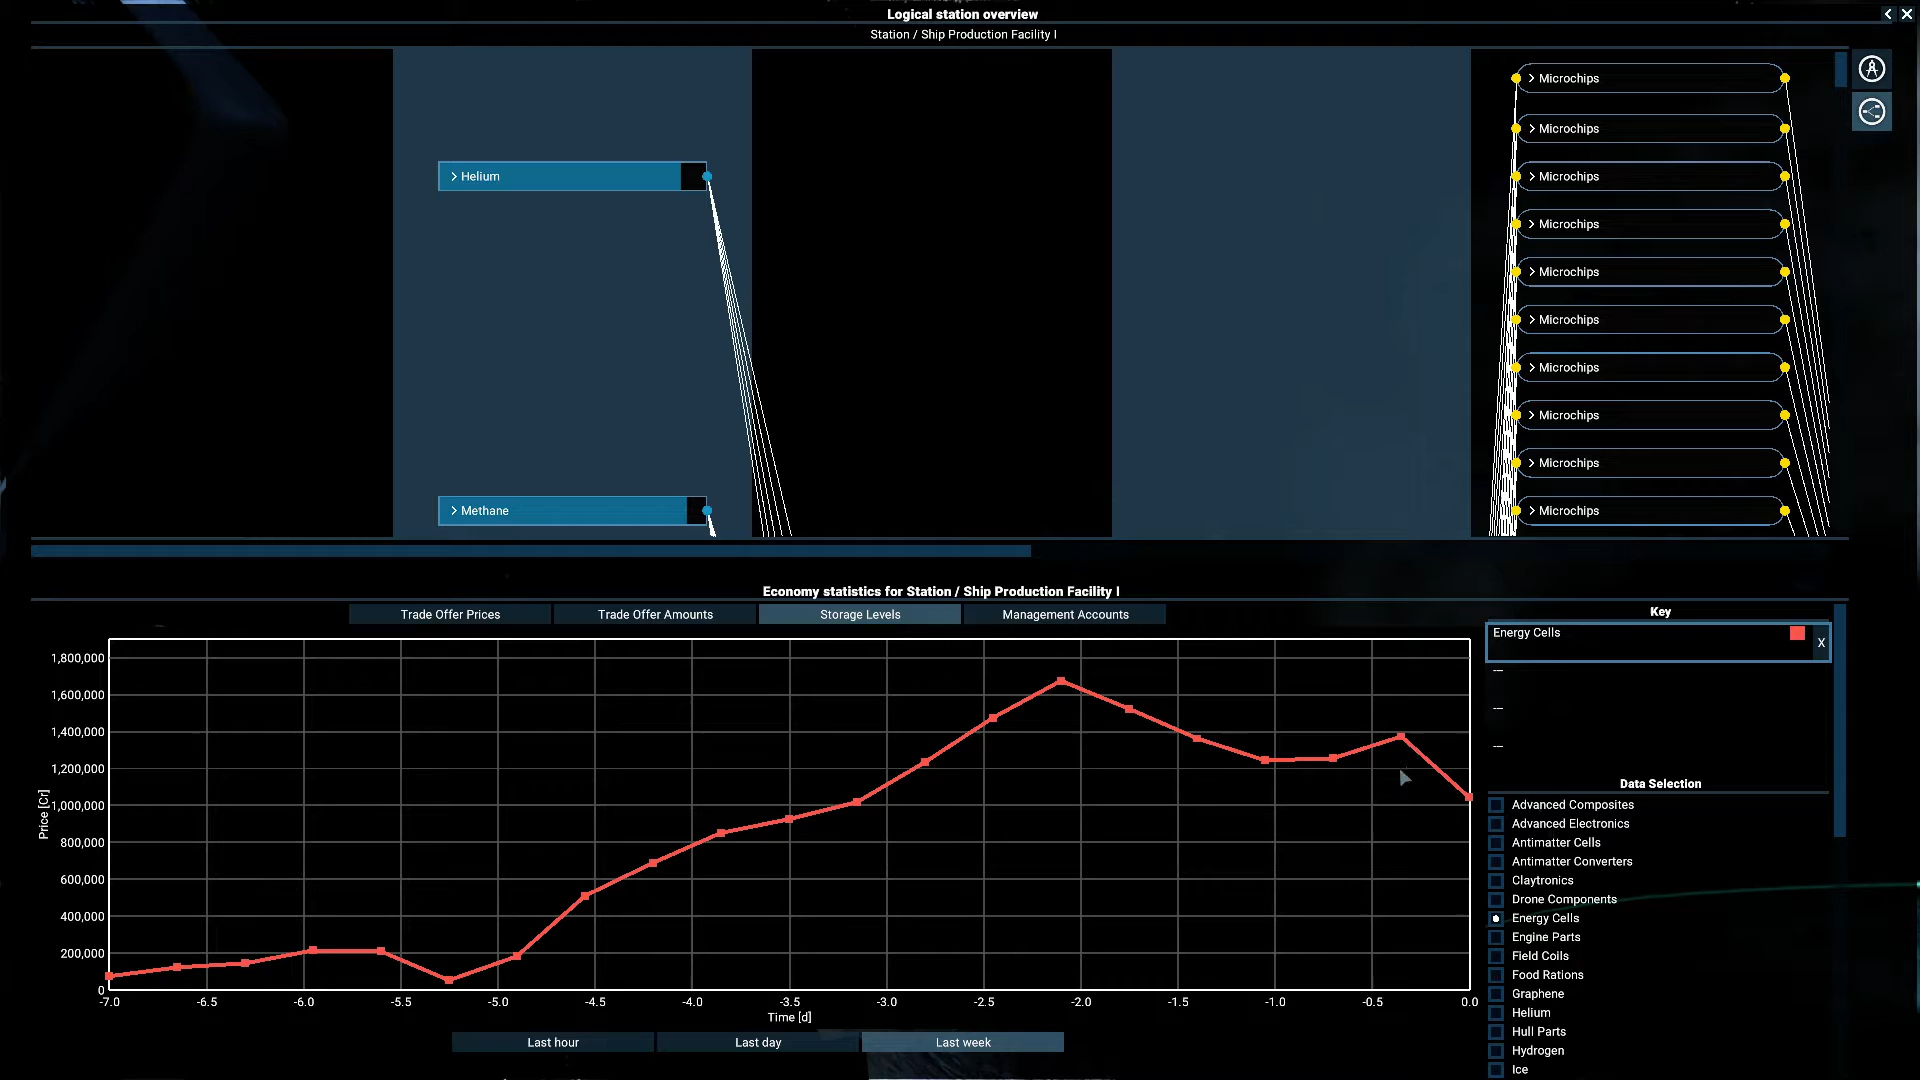 Logical station overview
Station / Ship Production Facility I
Helium
Methane
Microchips
Microchips
Microchips
Microchips
Microchips
Microchips
Microchips
Microchips
Microchips
Microchips
Economy statistics for Station / Ship Production Facility I
Trade Offer Prices
Trade Offer Amounts
Storage Levels
Management Accounts
Price [Cr]
1,800,000
1,600,000
1,400,000
1,200,000
1,000,000
800,000
600,000
400,000
200,000
0
-7.0 -6.5 -6.0 -5.5 -5.0 -4.5 -4.0 -3.5 -3.0 -2.5 -2.0 -1.5 -1.0 -0.5 0.0
Time [d]
Last hour
Last day
Last week
Key
Energy Cells
X
---
---
---
Data Selection
Advanced Composites
Advanced Electronics
Antimatter Cells
Antimatter Converters
Claytronics
Drone Components
Energy Cells
Engine Parts
Field Coils
Food Rations
Graphene
Helium
Hull Parts
Hydrogen
Ice